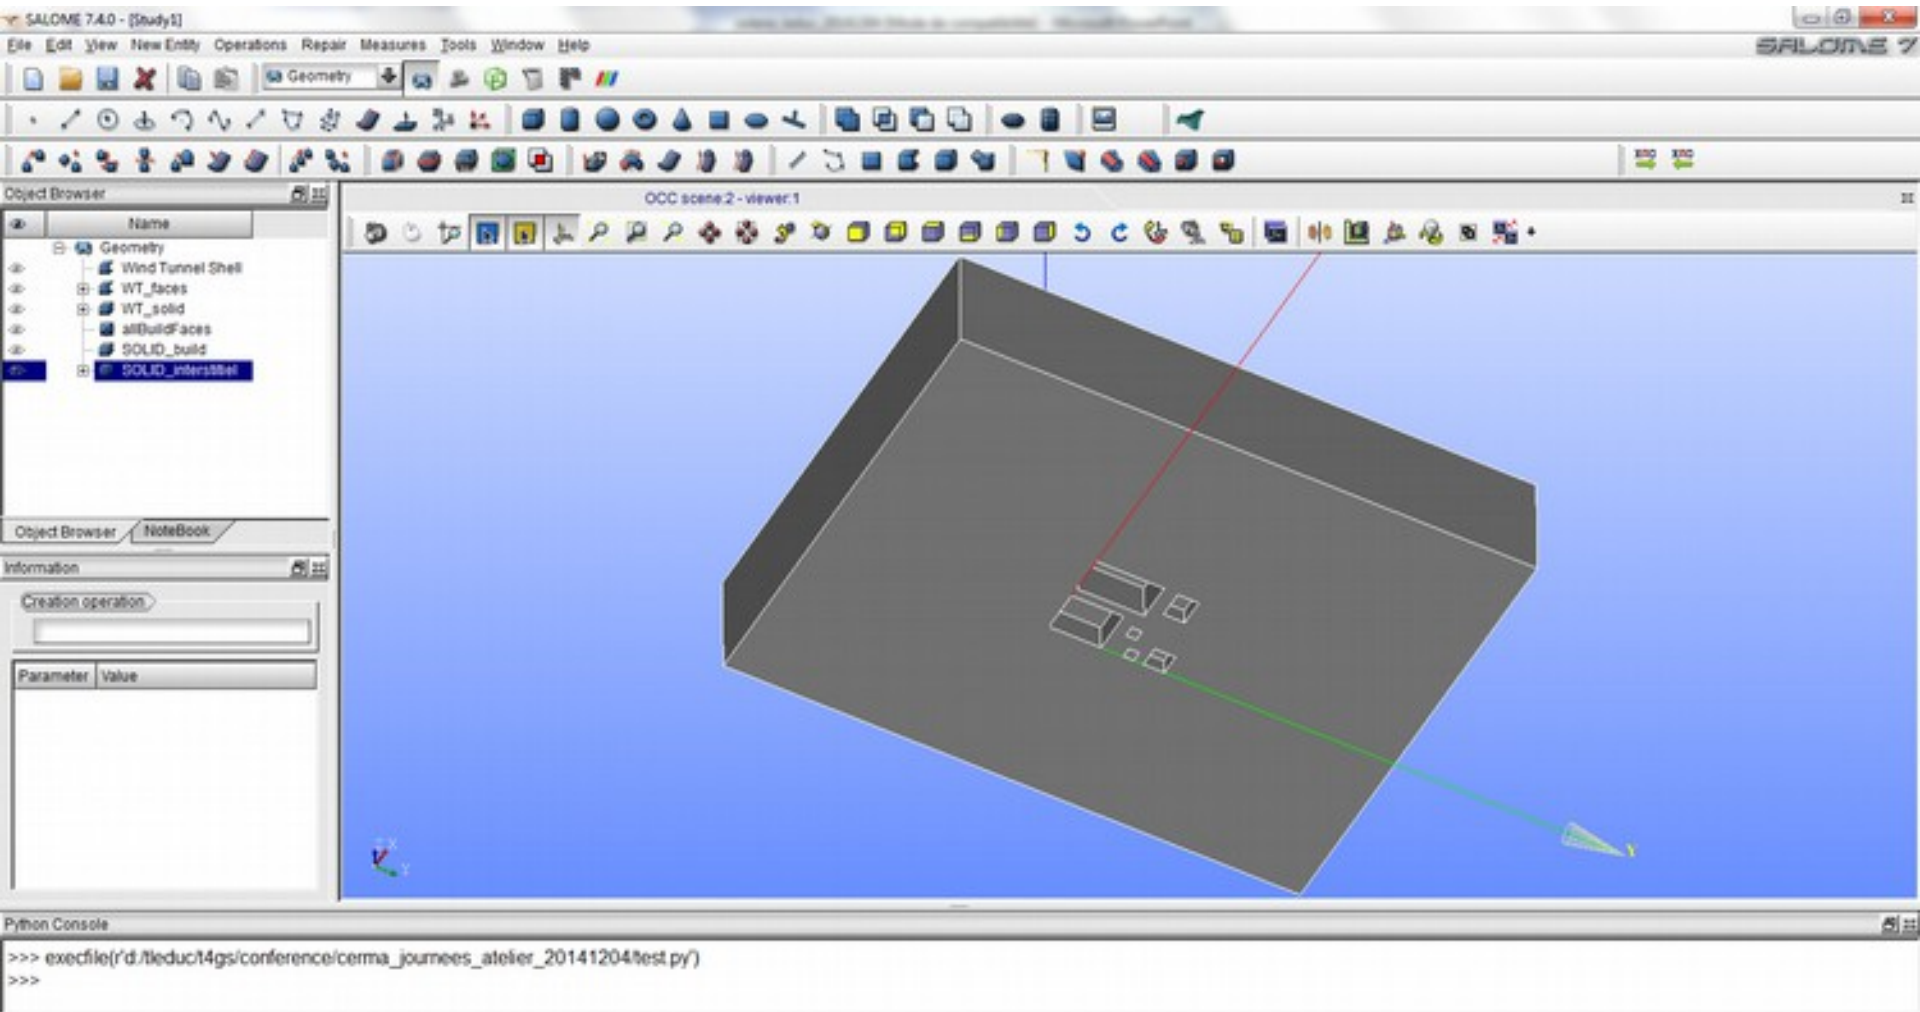 SALOME 7.4.0 - [Study1]
File Edit View New Entity Operations Repair Measures Tools Window Help
SALOME 7
Geometry
Object Browser
OCC scene:2 - viewer:1
Name
Geometry
Wind Tunnel Shell
WT_faces
WT_solid
allBuildFaces
SOLID_build
SOLID_interstitiel
Object Browser NoteBook
Information
Creation operation
Parameter Value
Z X
Y
Y
Python Console
>>> execfile(r'd:/tleduc/t4gs/conference/cerma_journees_atelier_20141204/test.py')
>>>